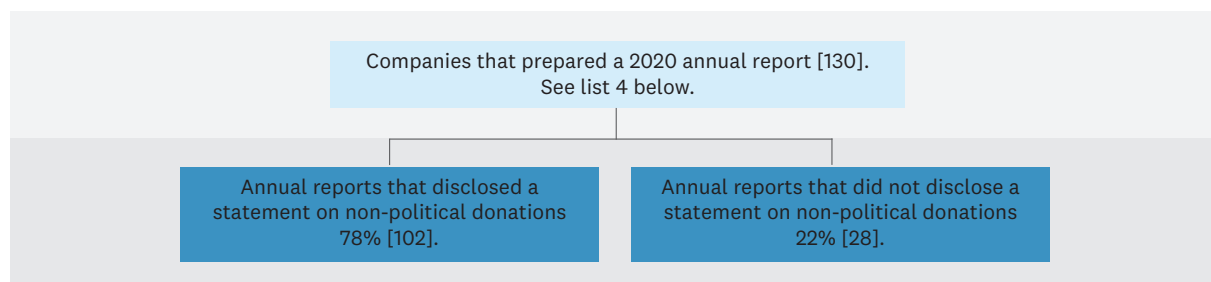 Companies that prepared a 2020 annual report [130].
See list 4 below.
Annual reports that disclosed a
statement on non-political donations
78% [102].
Annual reports that did not disclose a
statement on non-political donations
22% [28].